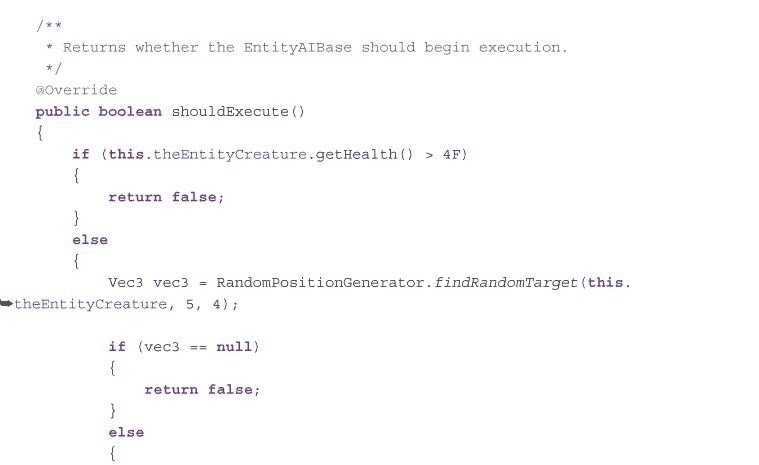 /**
 * Returns whether the EntityAIBase should begin execution.
 */
@Override
public boolean shouldExecute()
{
    if (this.theEntityCreature.getHealth() > 4F)
    {
        return false;
    }
    else
    {
        Vec3 vec3 = RandomPositionGenerator.findRandomTarget(this.
➥theEntityCreature, 5, 4);

        if (vec3 == null)
        {
            return false;
        }
        else
        {